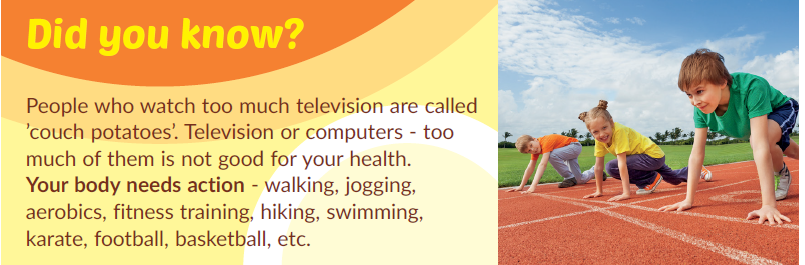 Did you know?
People who watch too much television are called
’couch potatoes’. Television or computers - too
much of them is not good for your health.
Your body needs action - walking, jogging,
aerobics, fitness training, hiking, swimming,
karate, football, basketball, etc.